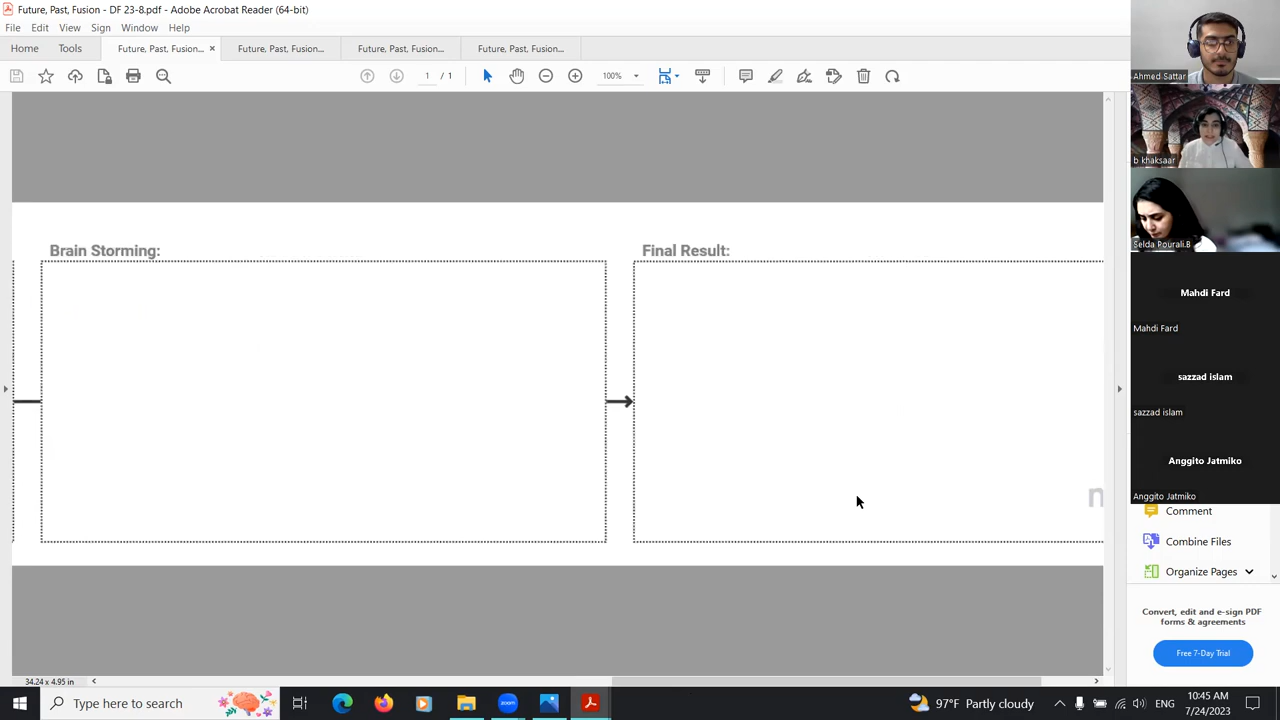 Future, Past, Fusion - DF 23-8.pdf - Adobe Acrobat Reader (64-bit)
File Edit View Sign Window Help
Home Tools Future, Past, Fusion... × Future, Past, Fusion... Future, Past, Fusion... Future, Past, Fusion...
1 / 1 100%
Brain Storming:
Final Result:
n
34.24 x 4.95 in
Ahmed Sattar
b khaksaar
Selda Pourali.B
Mahdi Fard
Mahdi Fard
sazzad islam
sazzad islam
Anggito Jatmiko
Anggito Jatmiko
Comment
Combine Files
Organize Pages
Convert, edit and e-sign PDF
forms & agreements
Free 7-Day Trial
Type here to search
zoom
97°F Partly cloudy
ENG
10:45 AM
7/24/2023